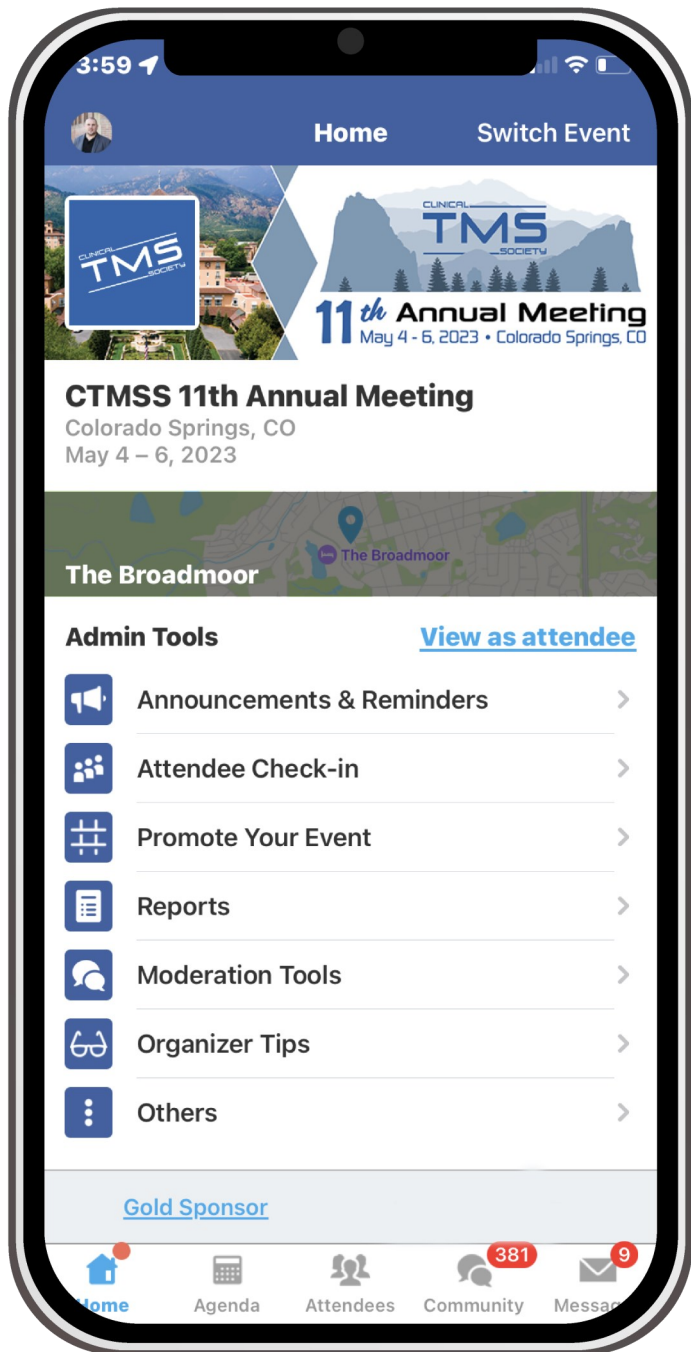 3:59
Home
Switch Event
CLINICAL
TMS
SOCIETY
CLINICAL
TMS
SOCIETY
11th Annual Meeting
May 4 - 6, 2023 • Colorado Springs, CO
CTMSS 11th Annual Meeting
Colorado Springs, CO
May 4 – 6, 2023
The Broadmoor
The Broadmoor
Admin Tools
View as attendee
Announcements & Reminders
Attendee Check-in
Promote Your Event
Reports
Moderation Tools
Organizer Tips
Others
Gold Sponsor
381
9
Home
Agenda
Attendees
Community
Messag